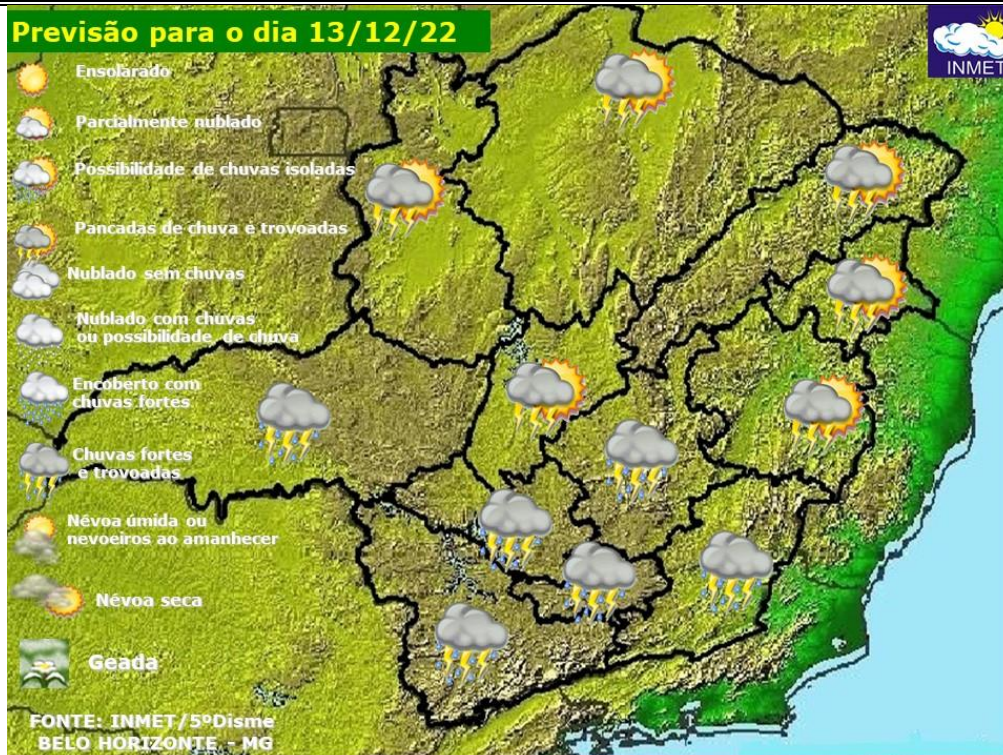 Previsão para o dia 13/12/22
INMET
Ensolarado
Parcialmente nublado
Possibilidade de chuvas isoladas
Pancadas de chuva e trovoadas
Nublado sem chuvas
Nublado com chuvas
ou possibilidade de chuva
Encoberto com
chuvas fortes
Chuvas fortes
e trovoadas
Névoa úmida ou
nevoeiros ao amanhecer
Névoa seca
Geada
FONTE: INMET/5ºDisme
BELO HORIZONTE - MG